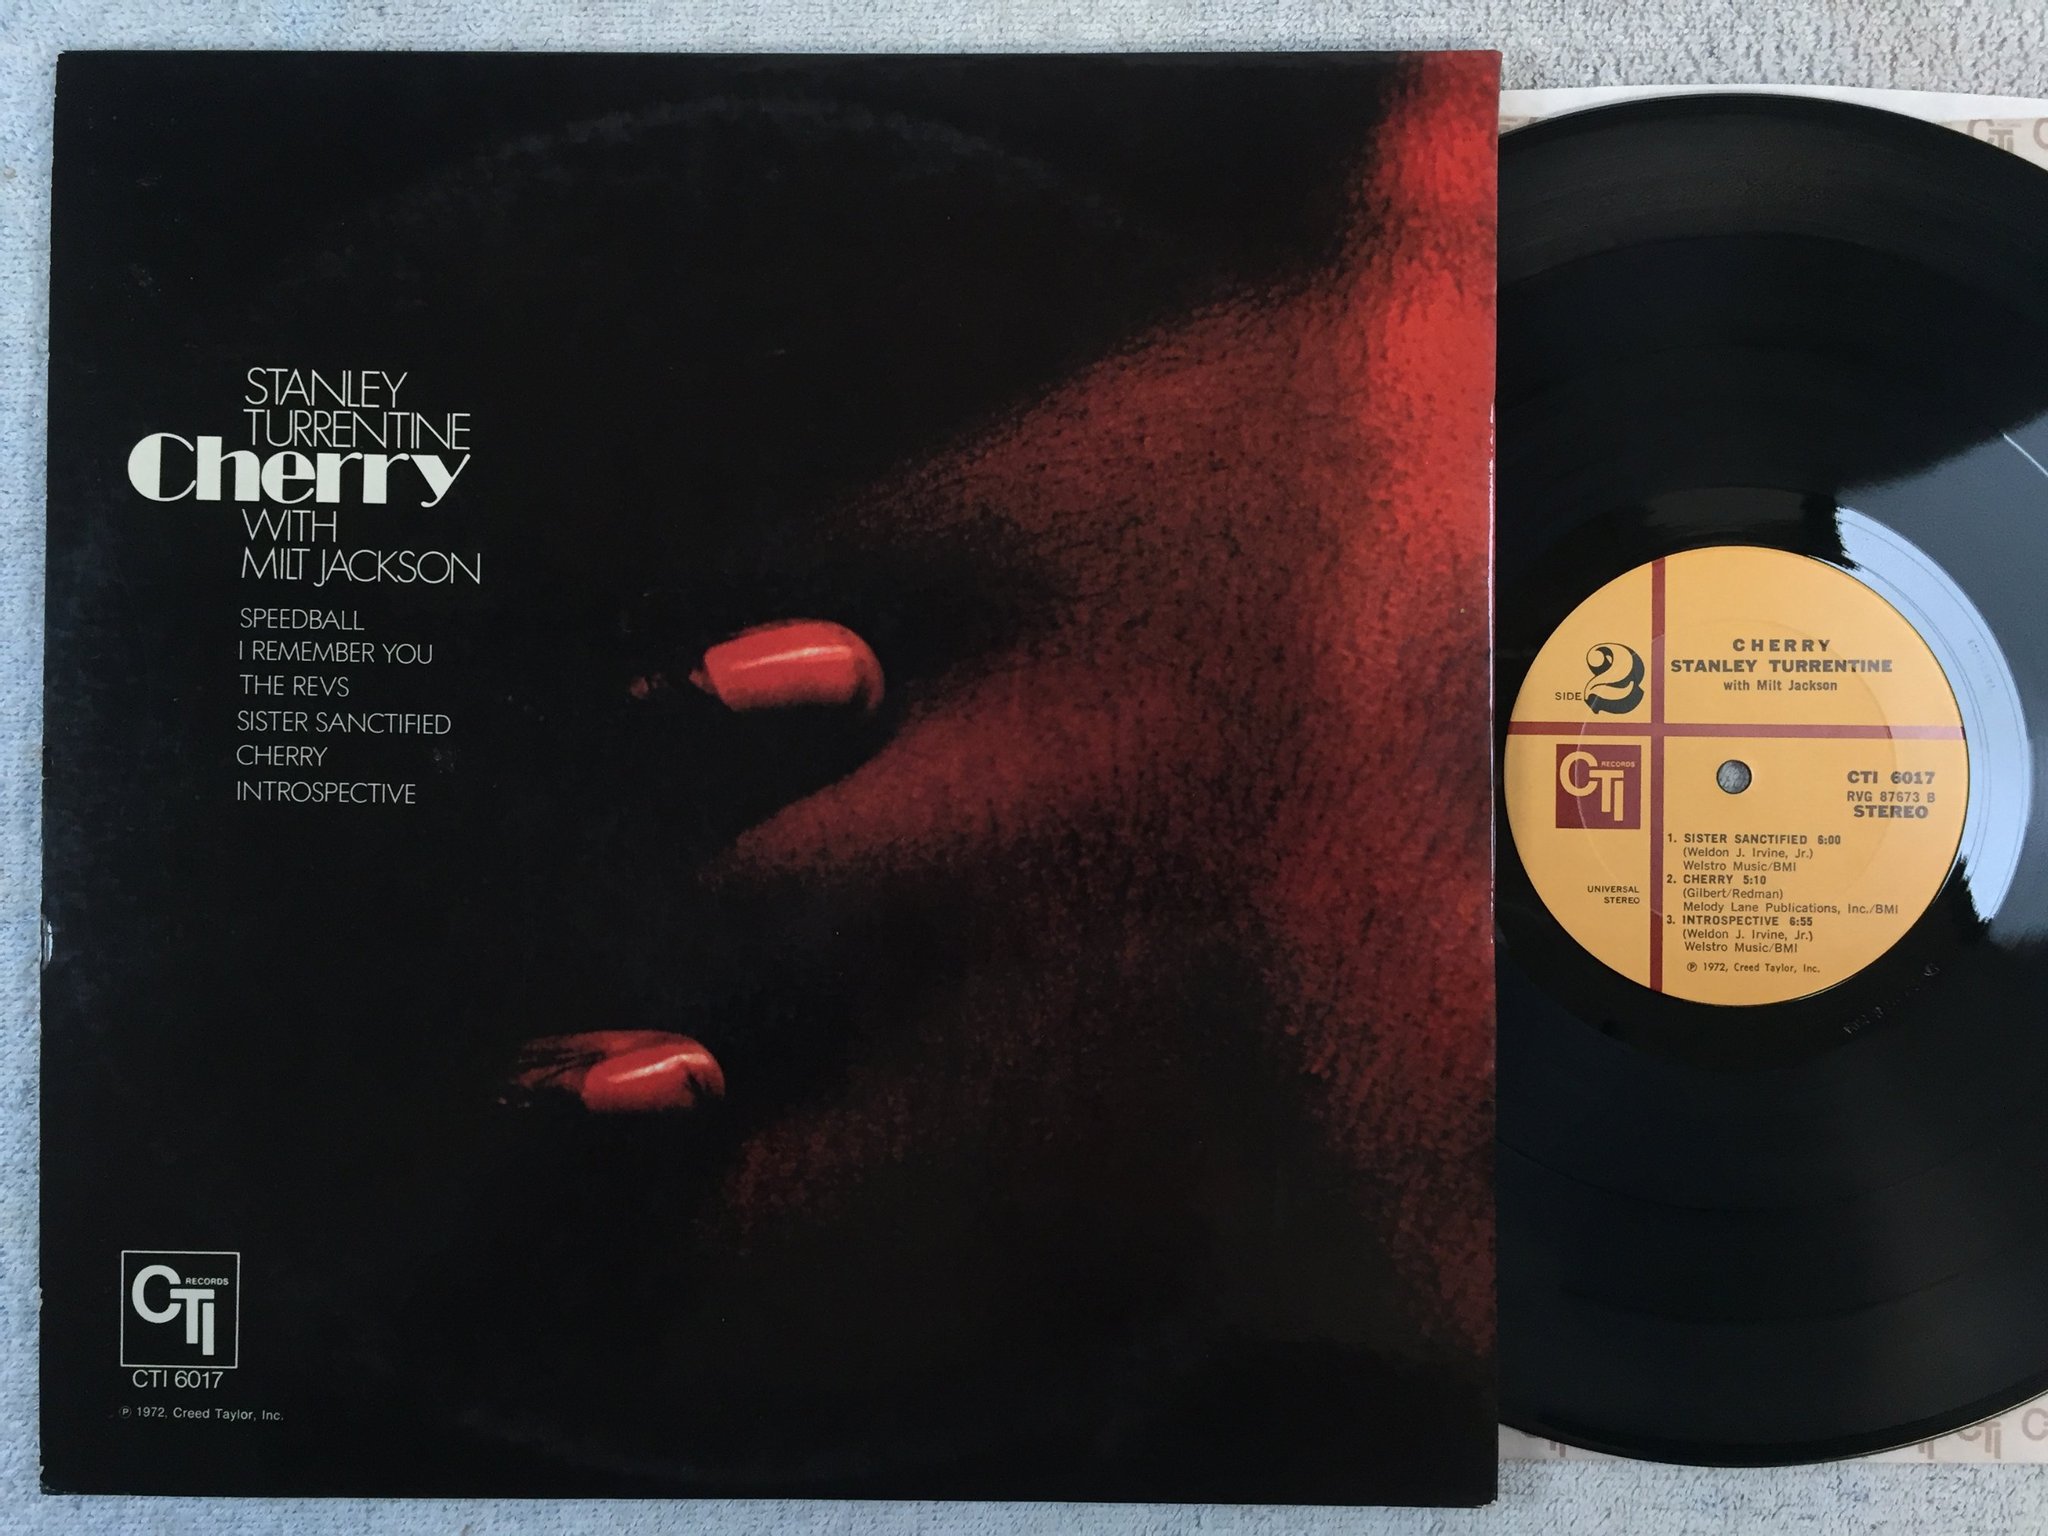 STANLEY
TURRENTINE
Cherry
WITH
MILT JACKSON
SPEEDBALL
I REMEMBER YOU
THE REVS
SISTER SANCTIFIED
CHERRY
INTROSPECTIVE
CTI RECORDS
CTI 6017
℗ 1972, Creed Taylor, Inc.
CHERRY
STANLEY TURRENTINE
with Milt Jackson
SIDE 2
CTI RECORDS
CTI 6017
RVG 87673 B
STEREO
UNIVERSAL
STEREO
1. SISTER SANCTIFIED 6:00
(Weldon J. Irvine, Jr.)
Welstro Music/BMI
2. CHERRY 5:10
(Gilbert/Redman)
Melody Lane Publications, Inc./BMI
3. INTROSPECTIVE 6:55
(Weldon J. Irvine, Jr.)
Welstro Music/BMI
℗ 1972, Creed Taylor, Inc.
CTI
CTI